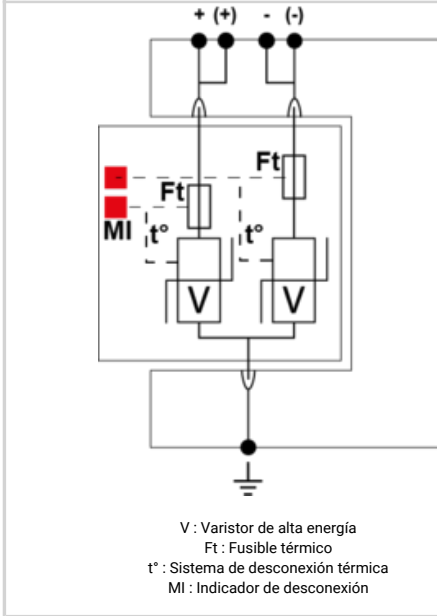 + (+) - (-)
Ft
Ft
MI
t°
t°
V
V
V : Varistor de alta energía
Ft : Fusible térmico
t° : Sistema de desconexión térmica
MI : Indicador de desconexión